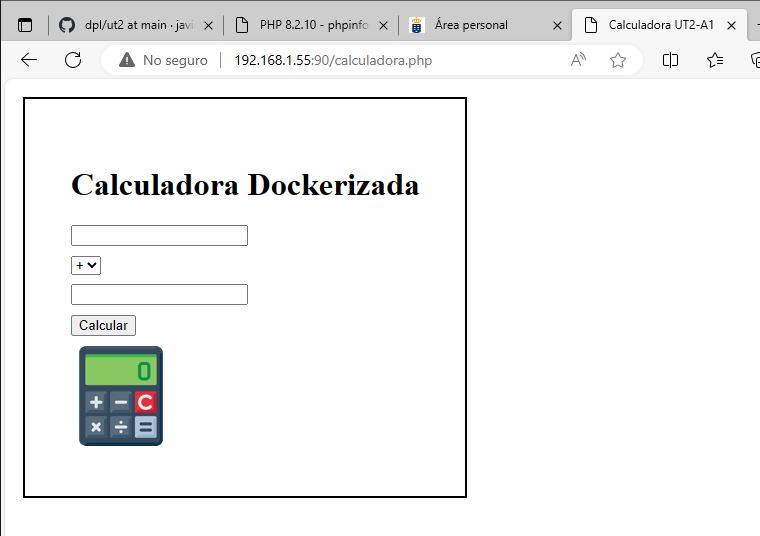 dpl/ut2 at main · javi
PHP 8.2.10 - phpinfo
Área personal
Calculadora UT2-A1
No seguro
192.168.1.55:90/calculadora.php
Calculadora Dockerizada
+
Calcular
0
+ − C
× ÷ =